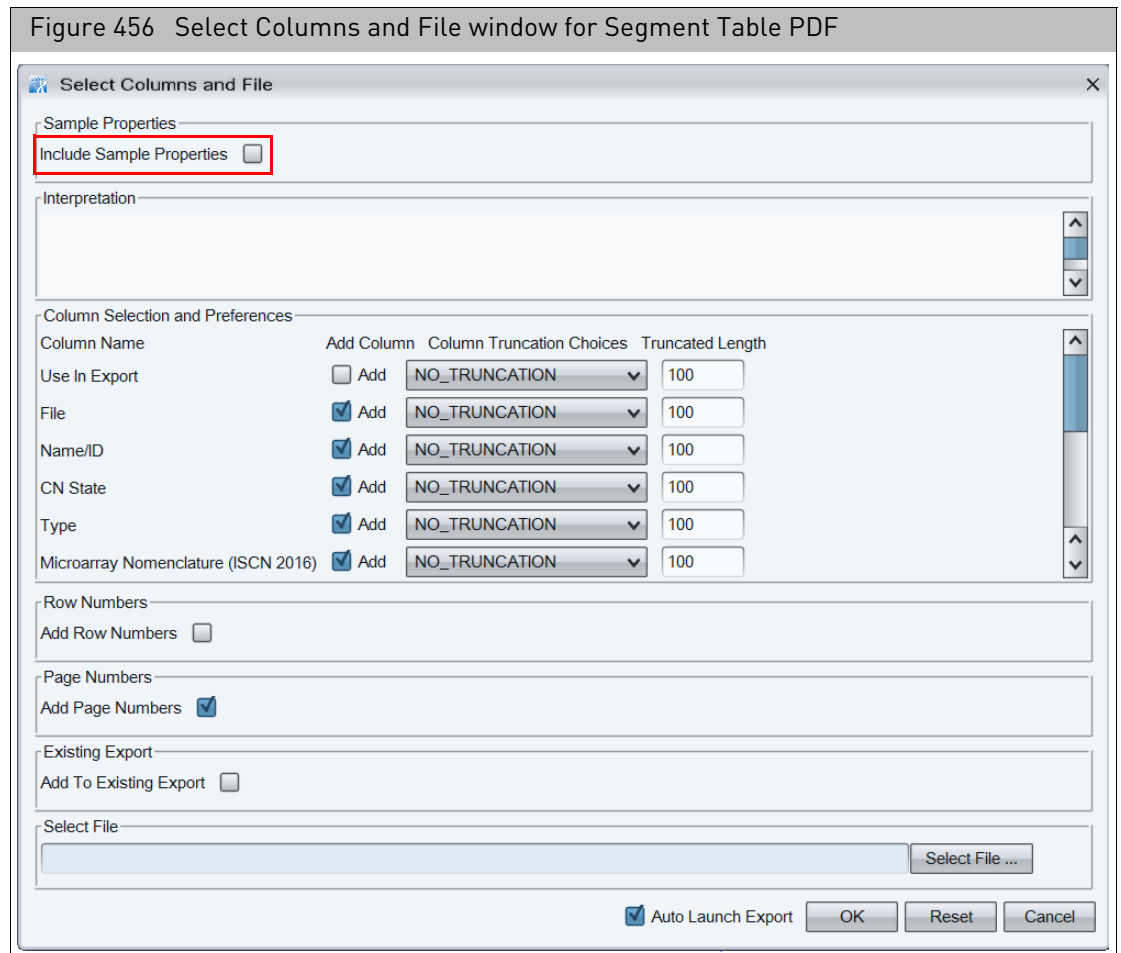 Figure 456 Select Columns and File window for Segment Table PDF
Select Columns and File
Sample Properties
Include Sample Properties
Interpretation
Column Selection and Preferences
Column Name Add Column Column Truncation Choices Truncated Length
Use In Export Add NO_TRUNCATION 100
File Add NO_TRUNCATION 100
Name/ID Add NO_TRUNCATION 100
CN State Add NO_TRUNCATION 100
Type Add NO_TRUNCATION 100
Microarray Nomenclature (ISCN 2016) Add NO_TRUNCATION 100
Row Numbers
Add Row Numbers
Page Numbers
Add Page Numbers
Existing Export
Add To Existing Export
Select File
Select File ...
Auto Launch Export OK Reset Cancel